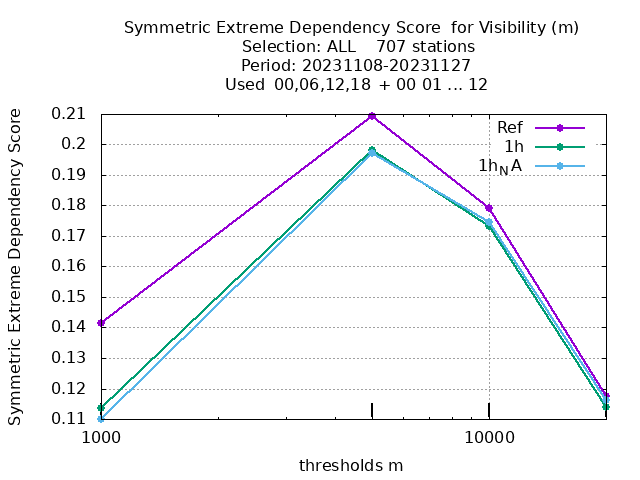 Symmetric Extreme Dependency Score  for Visibility (m)
Selection: ALL    707 stations
Period: 20231108-20231127
Used  00,06,12,18  + 00 01 ... 12
Symmetric Extreme Dependency Score
0.21
0.2
0.19
0.18
0.17
0.16
0.15
0.14
0.13
0.12
0.11
Ref
1h
1hNA
1000
10000
thresholds m